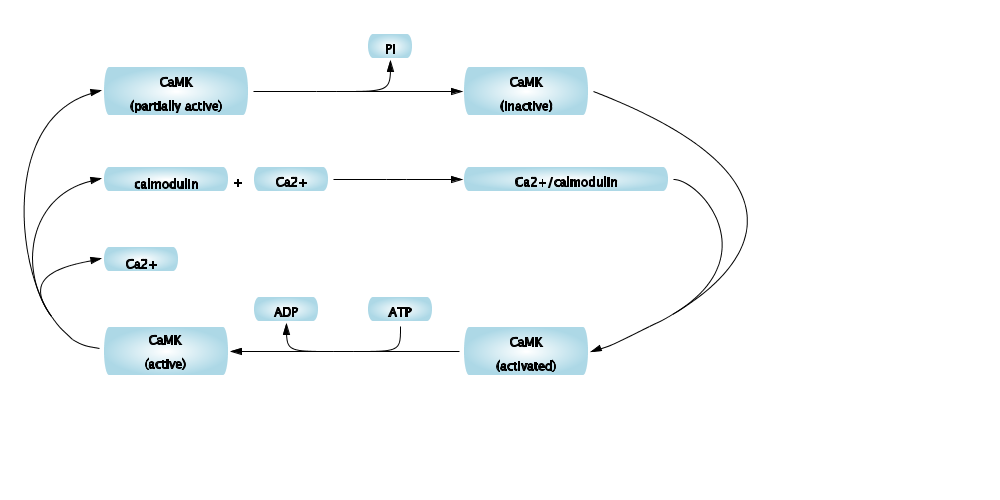 Pi
CaMK
(partially active)
CaMK
(inactive)
calmodulin + Ca2+
Ca2+/calmodulin
Ca2+
ADP
ATP
CaMK
(active)
CaMK
(activated)